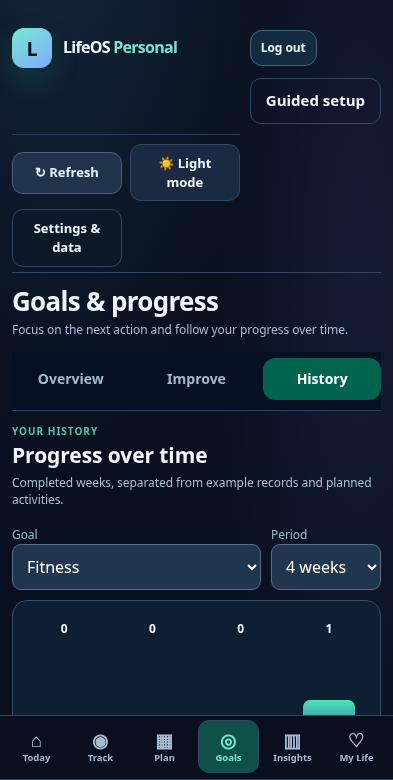 L LifeOS Personal
Log out
Guided setup
↻ Refresh
☀️ Light
mode
Settings &
data
Goals & progress
Focus on the next action and follow your progress over time.
Overview Improve History
YOUR HISTORY
Progress over time
Completed weeks, separated from example records and planned
activities.
Goal Period
Fitness 4 weeks
0 0 0 1
Today Track Plan Goals Insights My Life